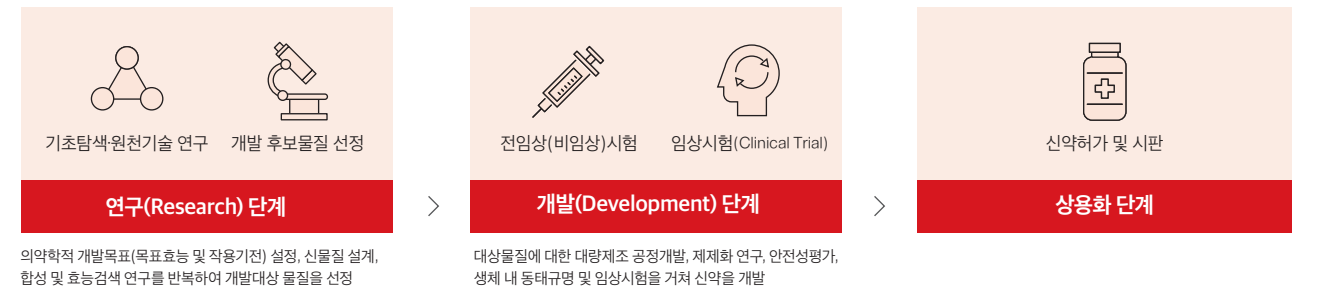 기초탐색·원천기술 연구
개발 후보물질 선정
연구(Research) 단계
의약학적 개발목표(목표효능 및 작용기전) 설정, 신물질 설계,
합성 및 효능검색 연구를 반복하여 개발대상 물질을 선정
전임상(비임상)시험
임상시험(Clinical Trial)
개발(Development) 단계
대상물질에 대한 대량제조 공정개발, 제제화 연구, 안전성평가,
생체 내 동태규명 및 임상시험을 거쳐 신약을 개발
신약허가 및 시판
상용화 단계